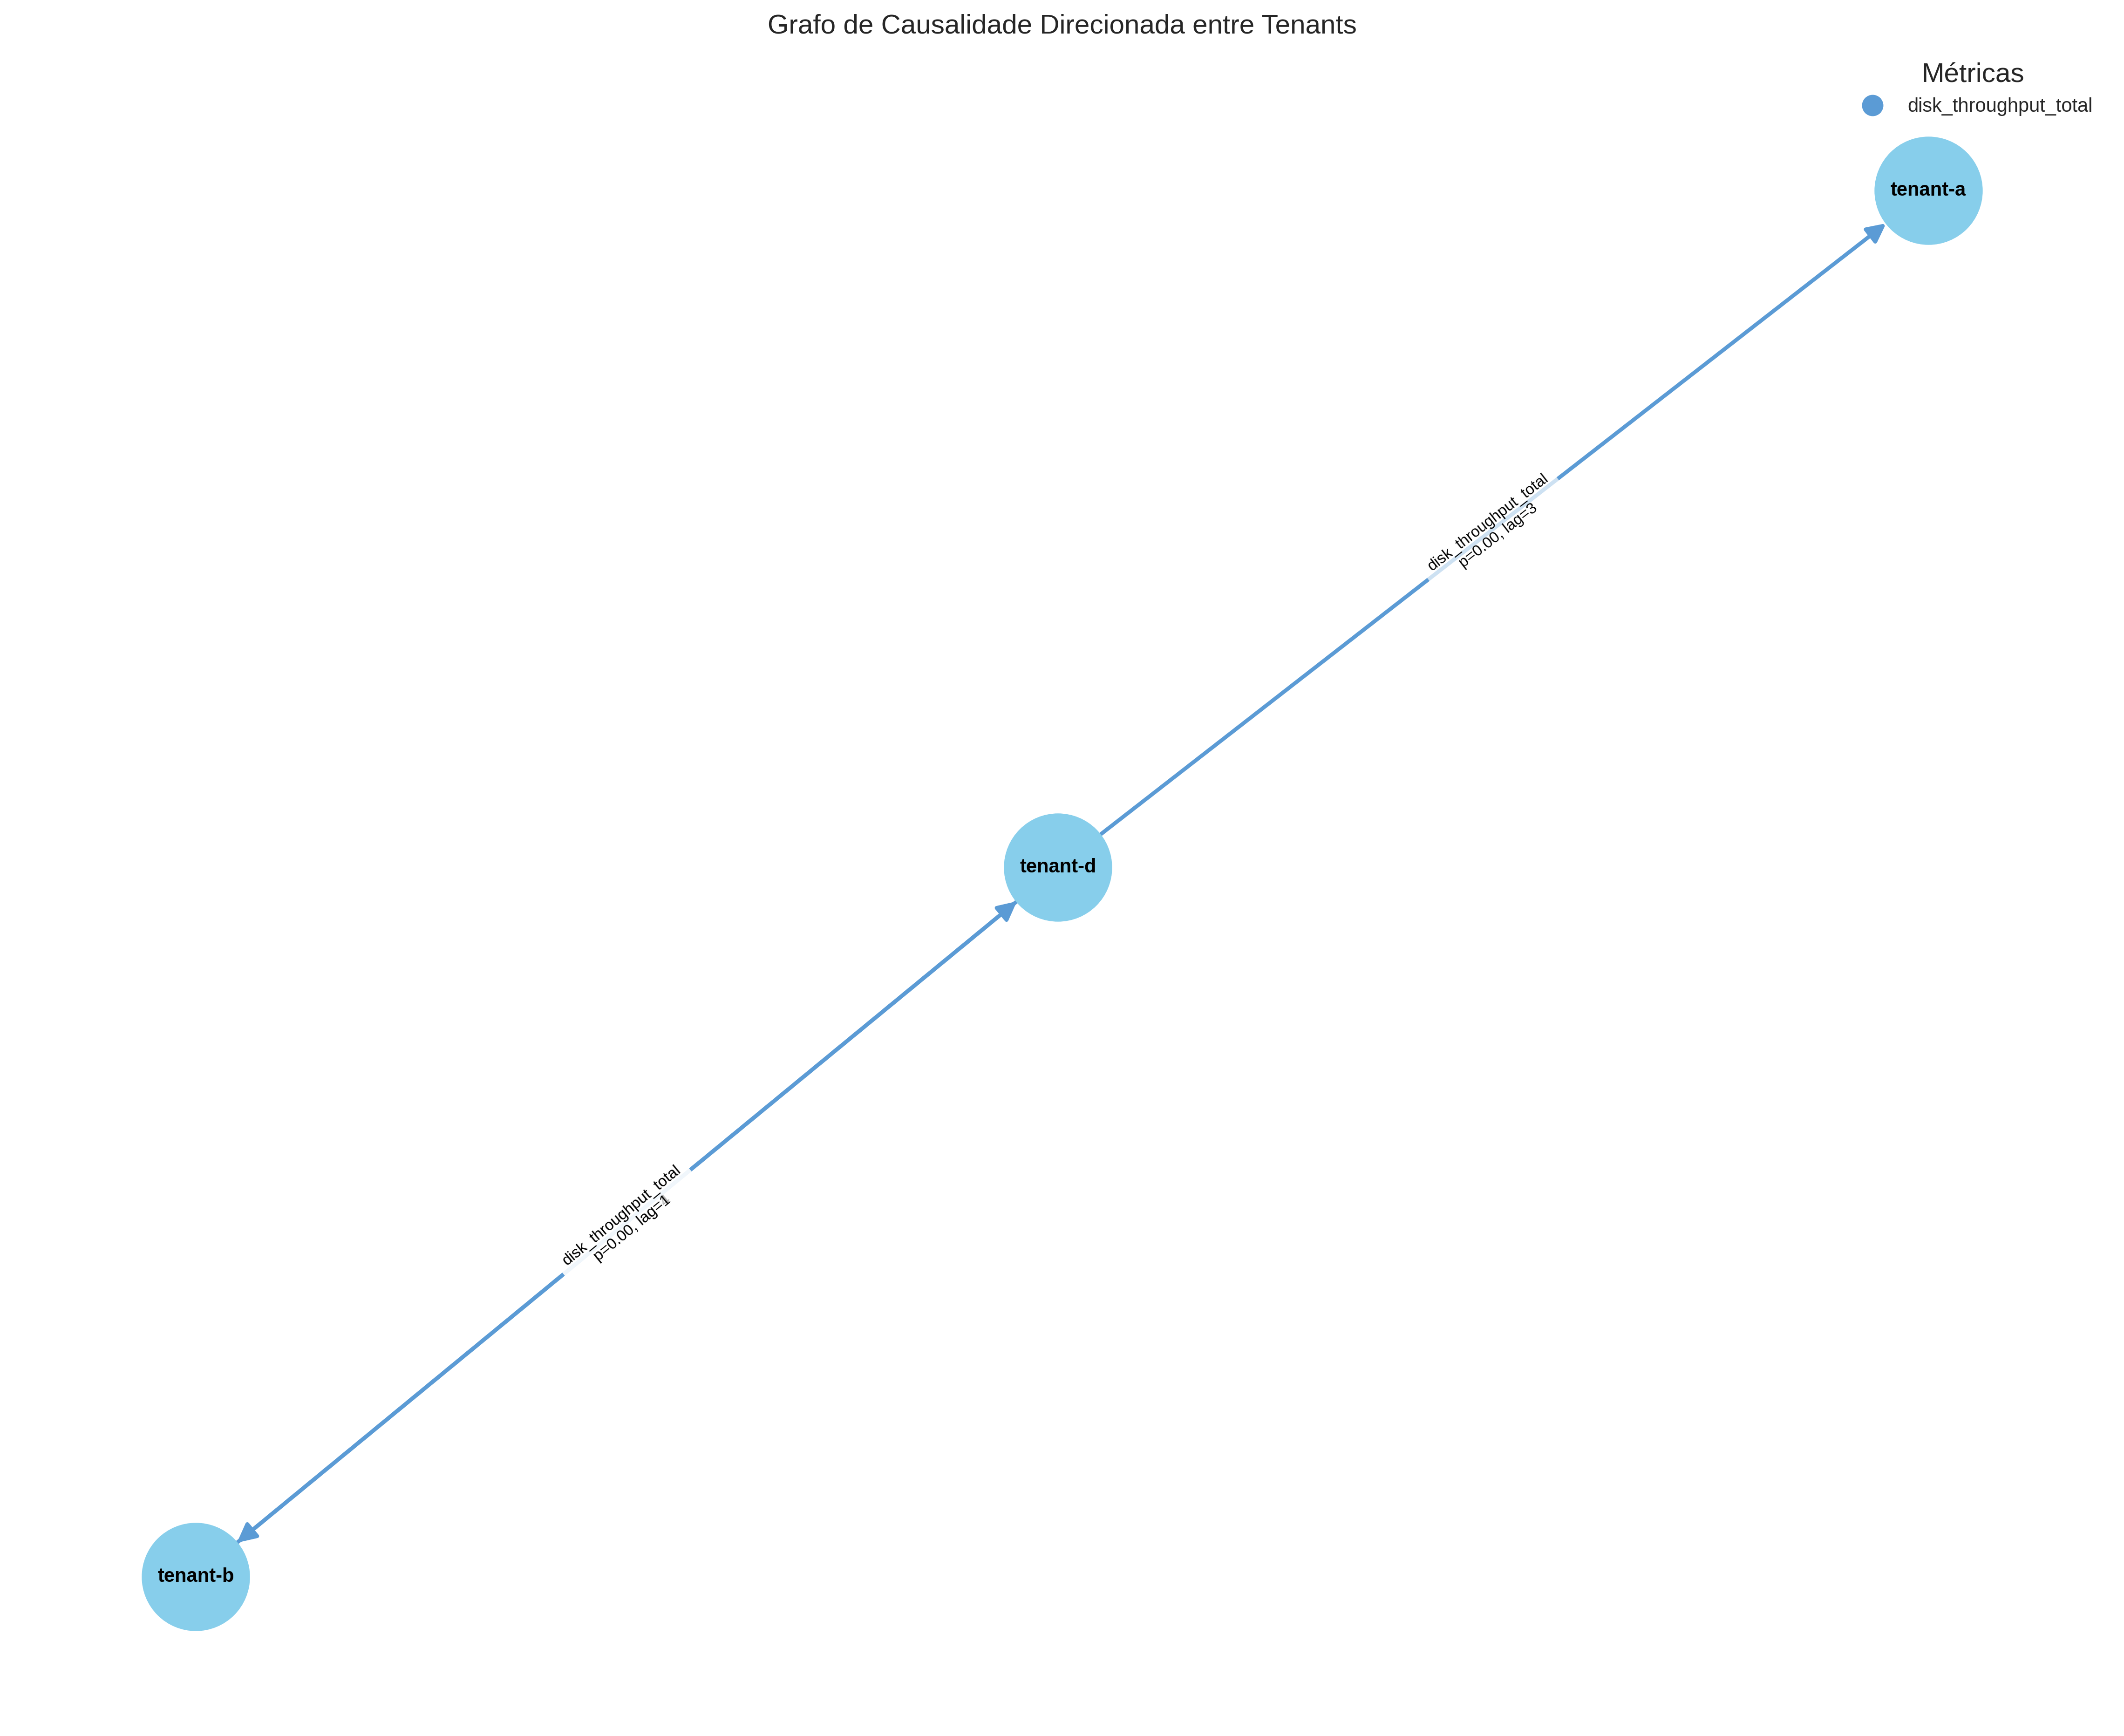 Grafo de Causalidade Direcionada entre Tenants
Métricas
disk_throughput_total
tenant-a
disk_throughput_total
p=0.00, lag=3
tenant-d
disk_throughput_total
p=0.00, lag=1
tenant-b